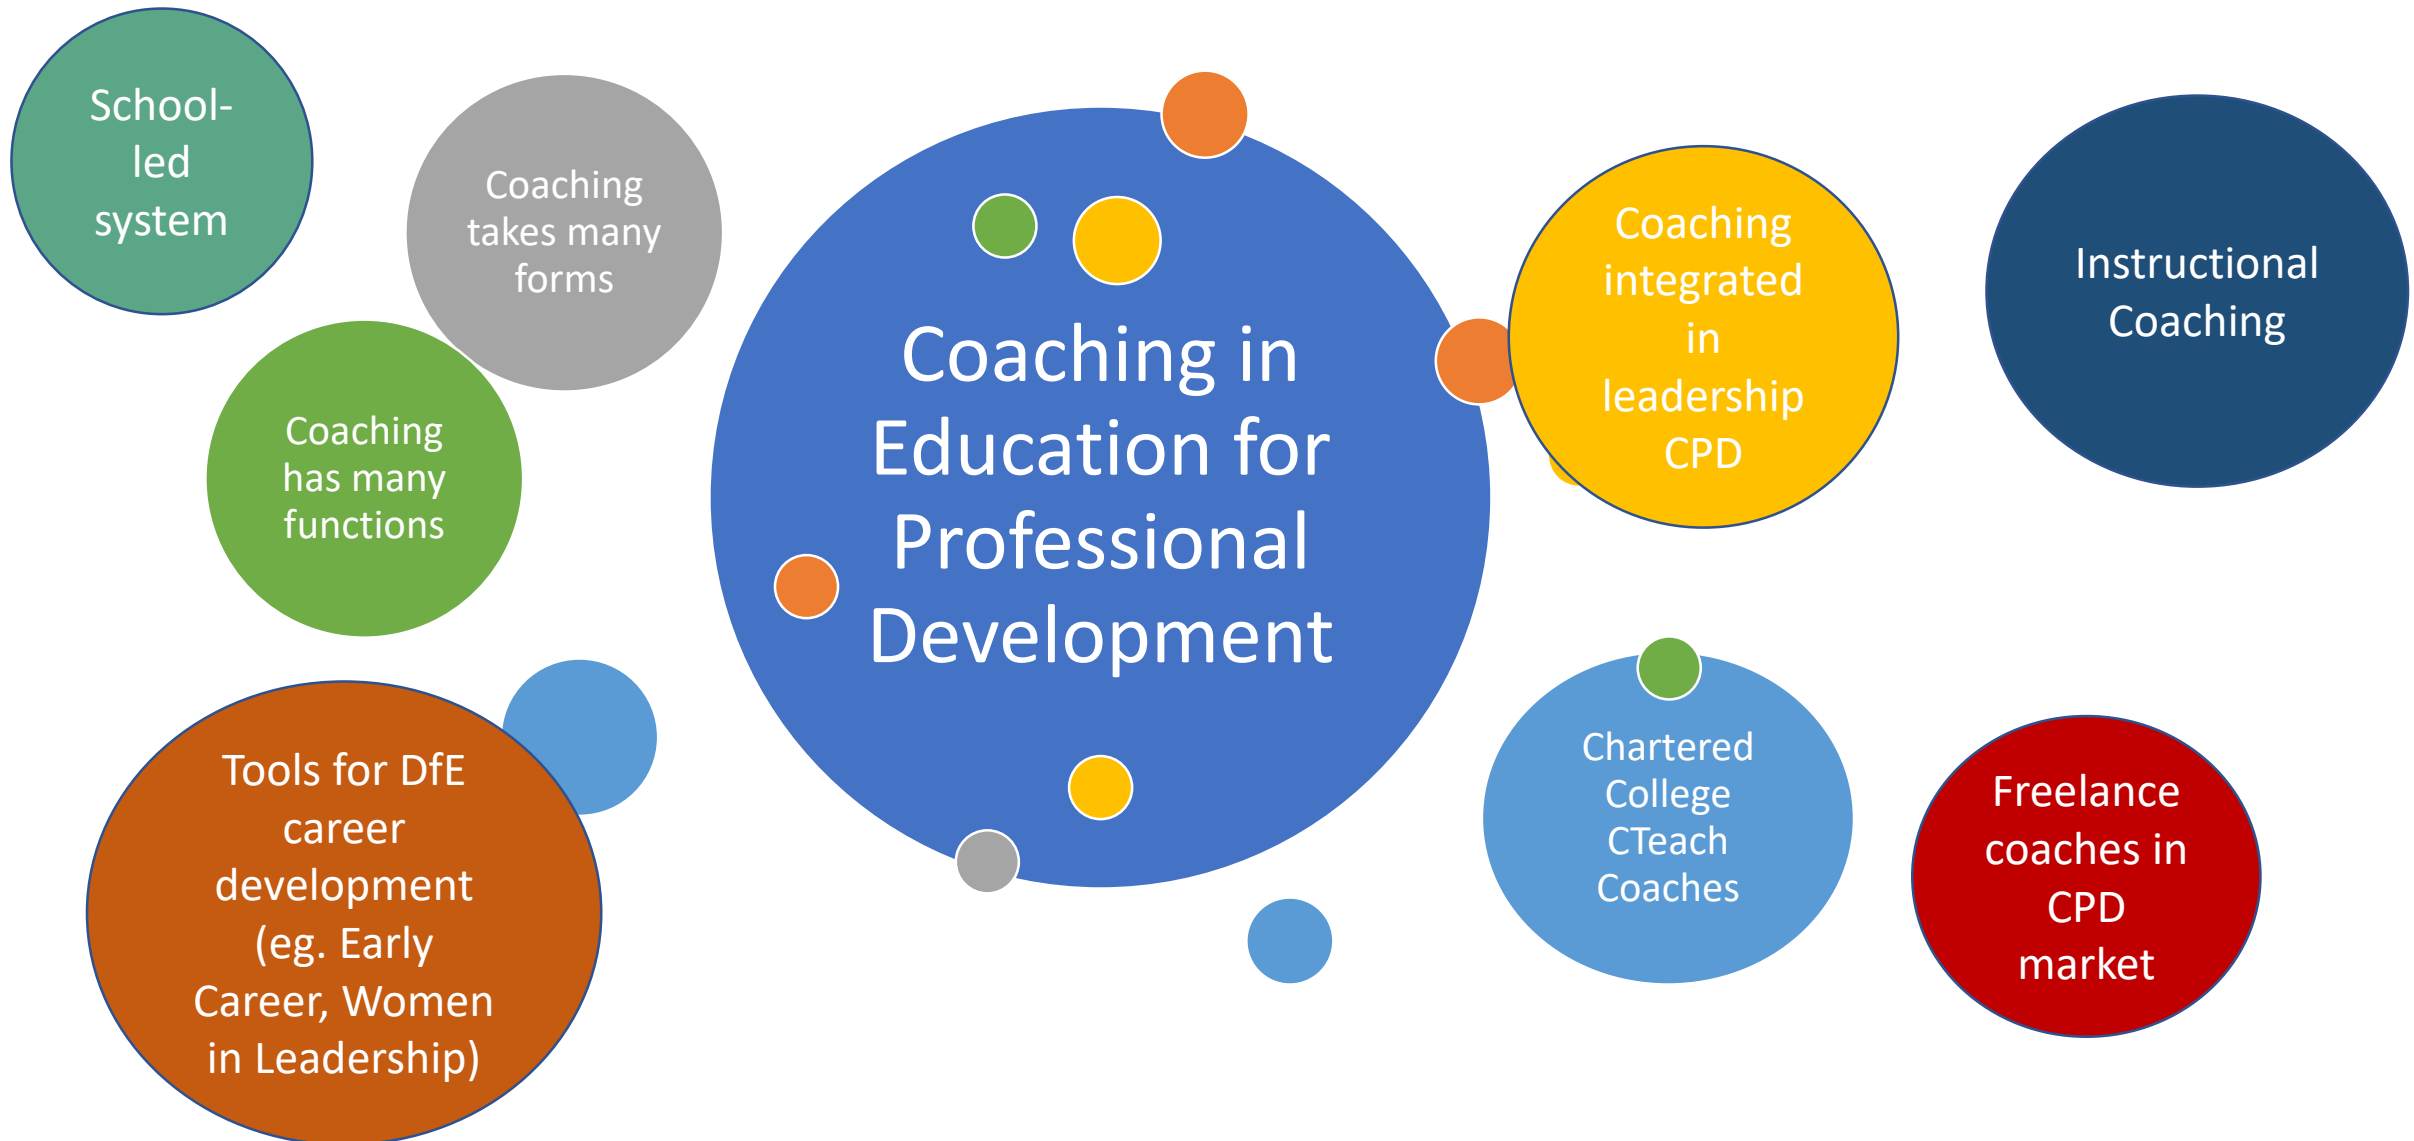 School-
led
system
Coaching
takes many
forms
Coaching
has many
functions
Tools for DfE
career
development
(eg. Early
Career, Women
in Leadership)
Coaching in
Education for
Professional
Development
Coaching
integrated
in
leadership
CPD
Instructional
Coaching
Chartered
College
CTeach
Coaches
Freelance
coaches in
CPD
market